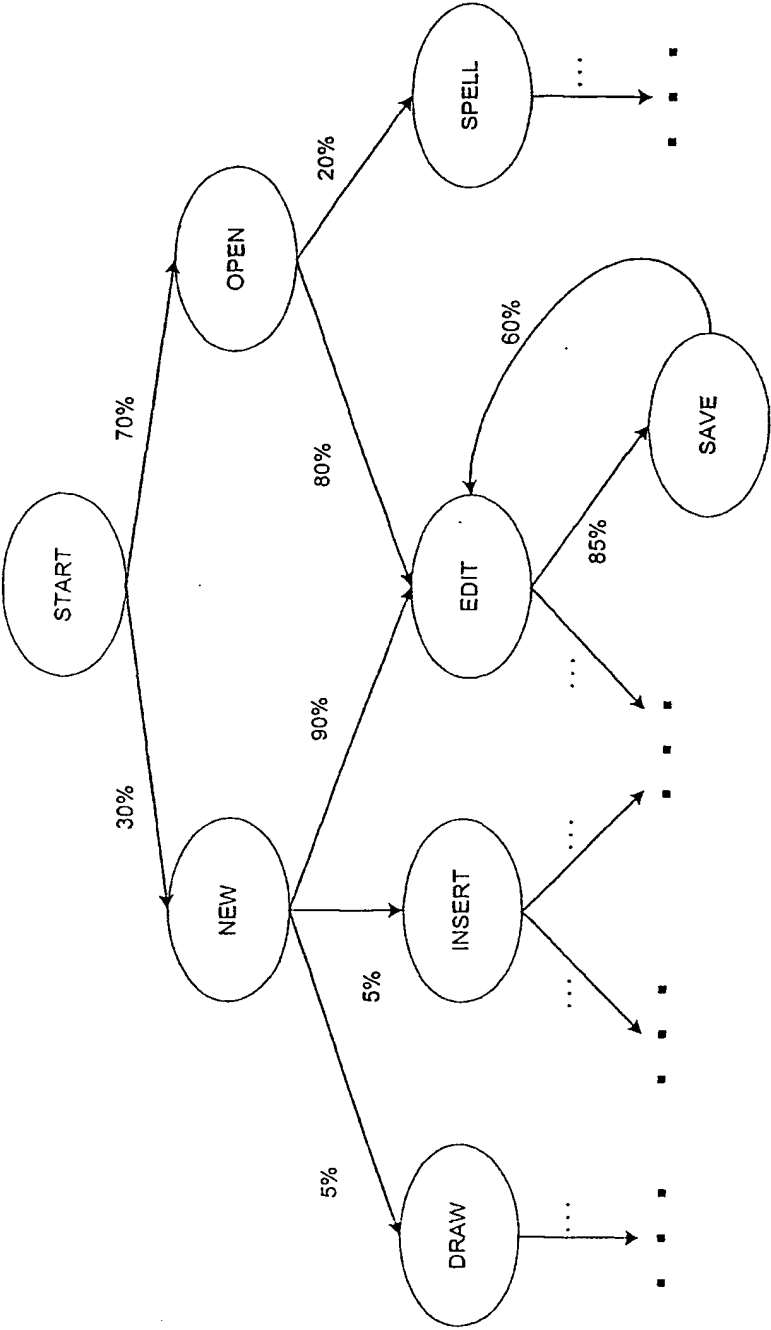 START
30%
70%
NEW
OPEN
5%
5%
90%
80%
20%
DRAW
INSERT
EDIT
SPELL
60%
85%
...
...
...
...
...
SAVE